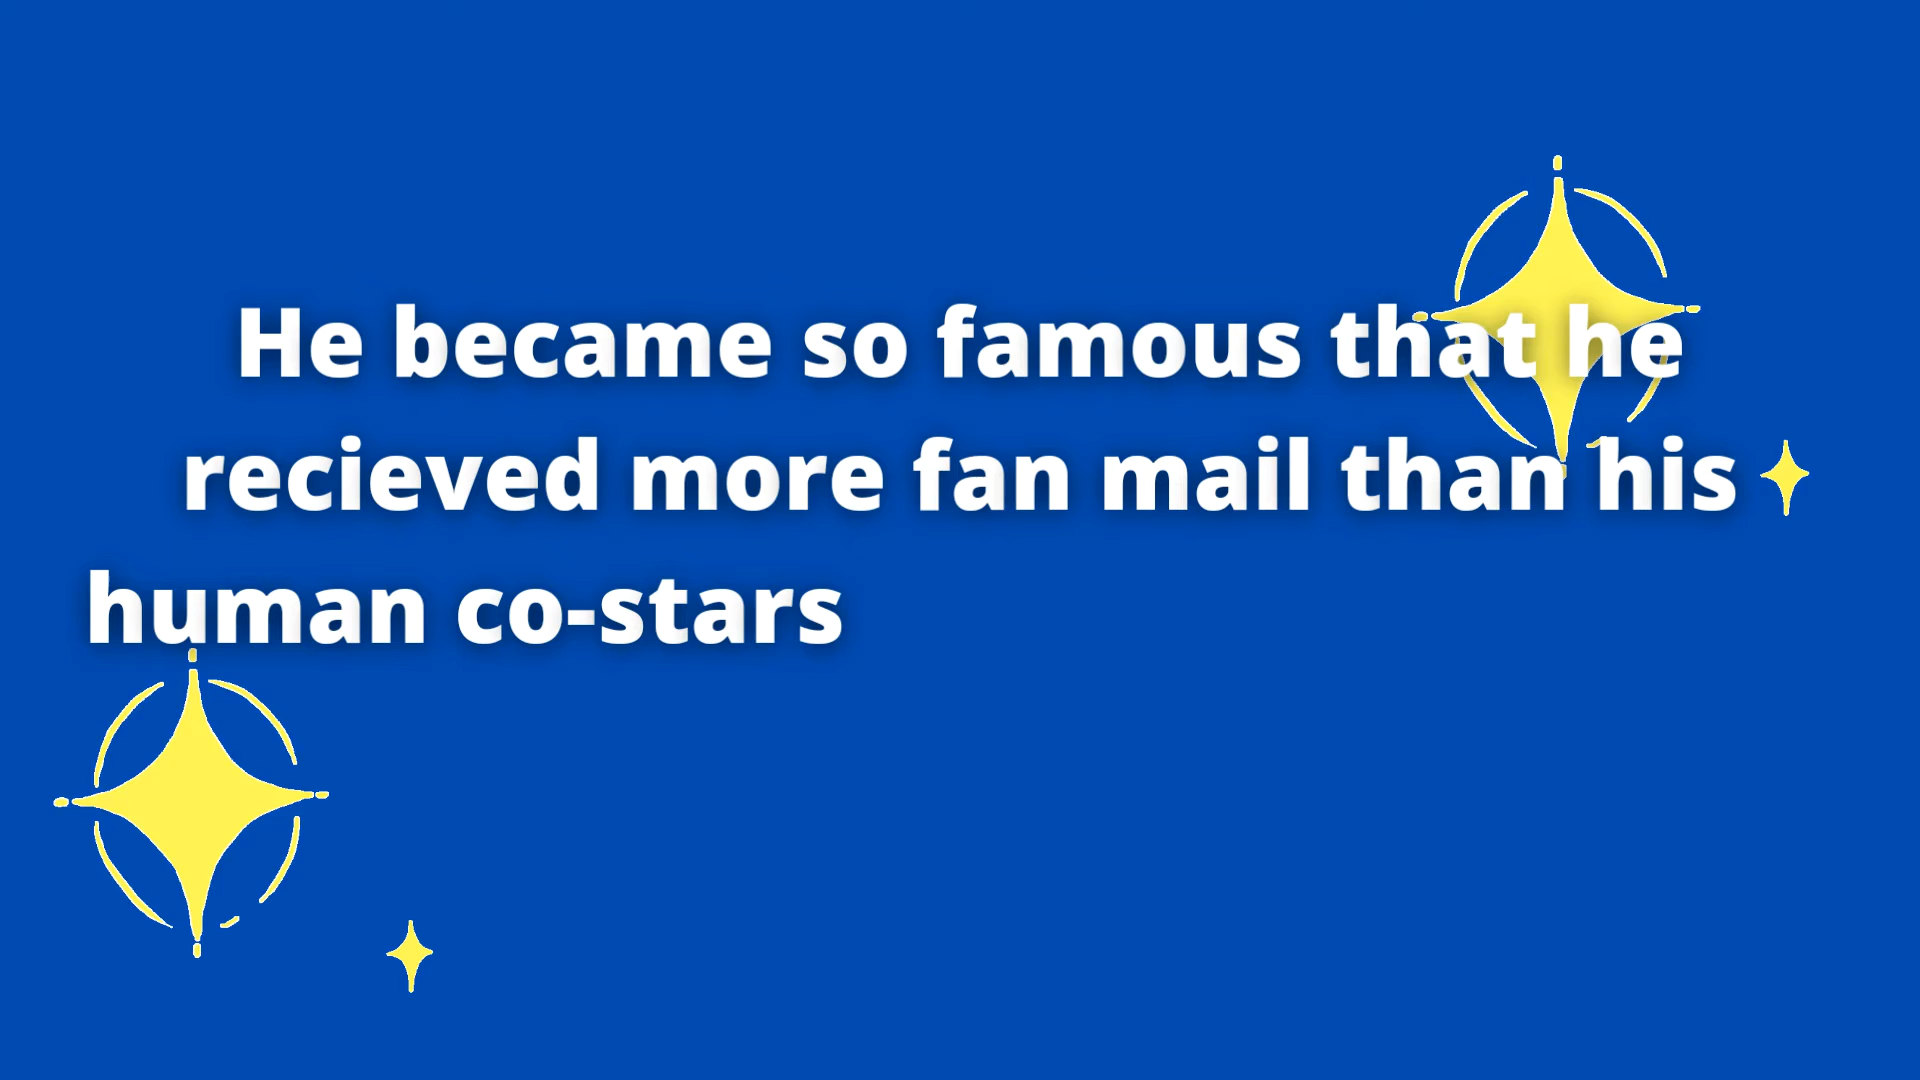 He became so famous that he
recieved more fan mail than his
human co-stars